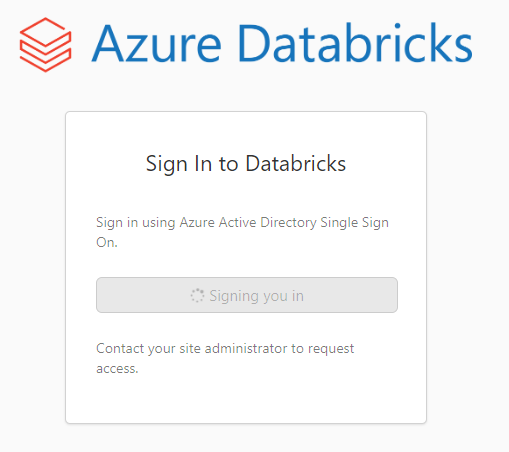 Azure Databricks
Sign In to Databricks
Sign in using Azure Active Directory Single Sign
On.
Signing you in
Contact your site administrator to request
access.